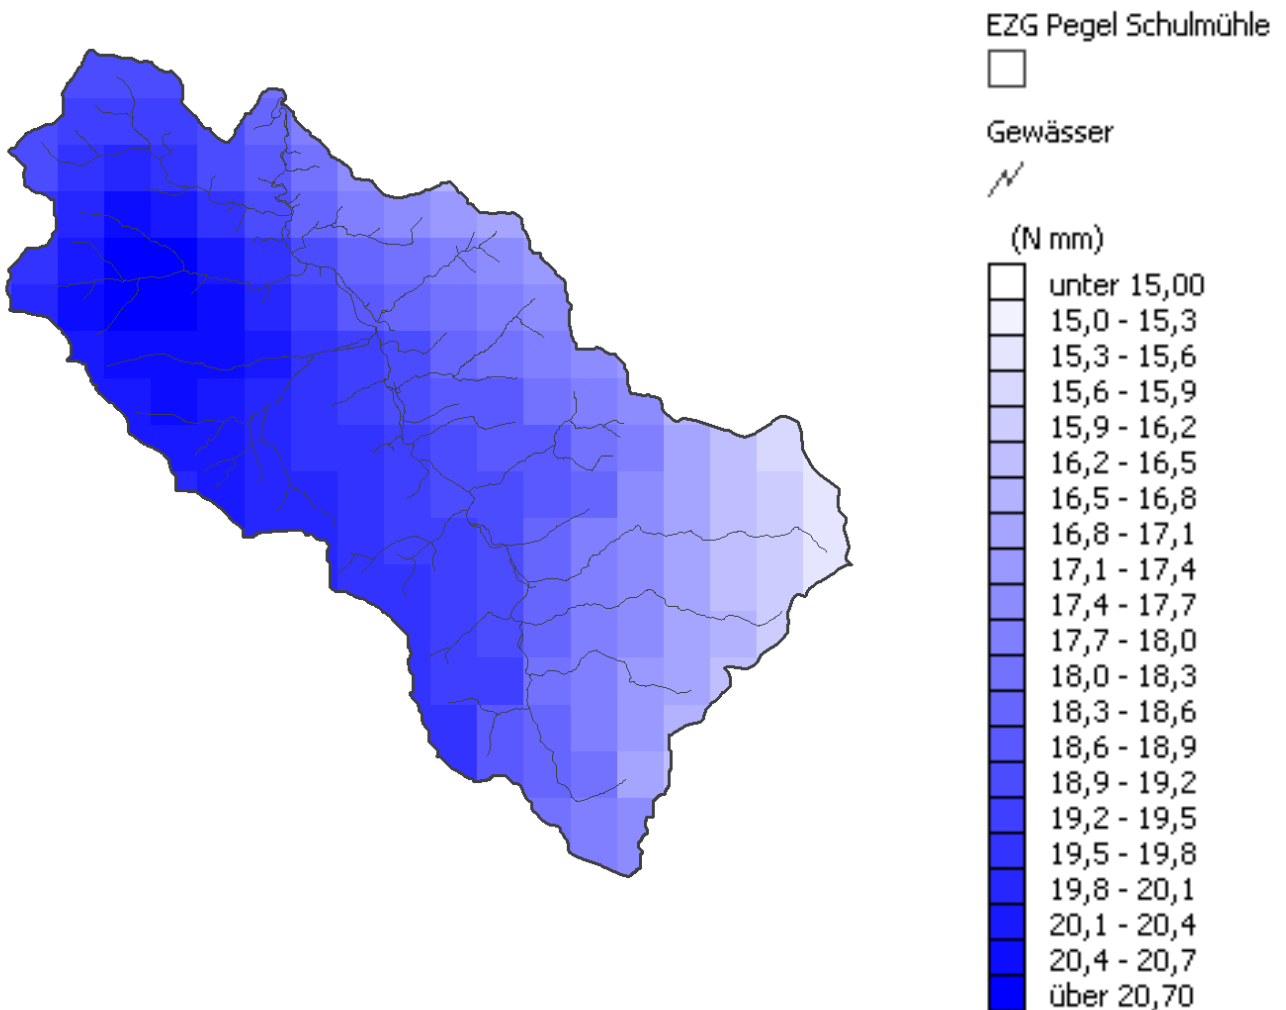 EZG Pegel Schulmühle
Gewässer
(N mm)
unter 15,00
15,0 - 15,3
15,3 - 15,6
15,6 - 15,9
15,9 - 16,2
16,2 - 16,5
16,5 - 16,8
16,8 - 17,1
17,1 - 17,4
17,4 - 17,7
17,7 - 18,0
18,0 - 18,3
18,3 - 18,6
18,6 - 18,9
18,9 - 19,2
19,2 - 19,5
19,5 - 19,8
19,8 - 20,1
20,1 - 20,4
20,4 - 20,7
über 20,70